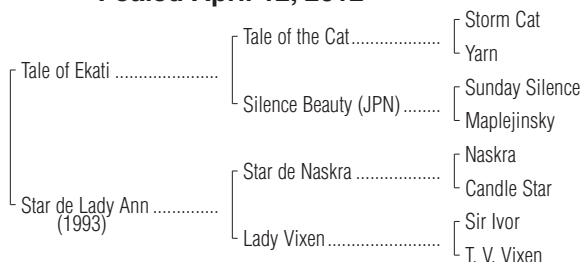 Foaled April 12, 2012
Storm Cat
Tale of the Cat....................
Yarn
Tale of Ekati .......................
Sunday Silence
Silence Beauty (JPN)........
Maplejinsky
Naskra
Star de Naskra ..................
Candle Star
Star de Lady Ann ..............
(1993)
Sir Ivor
Lady Vixen........................
T. V. Vixen